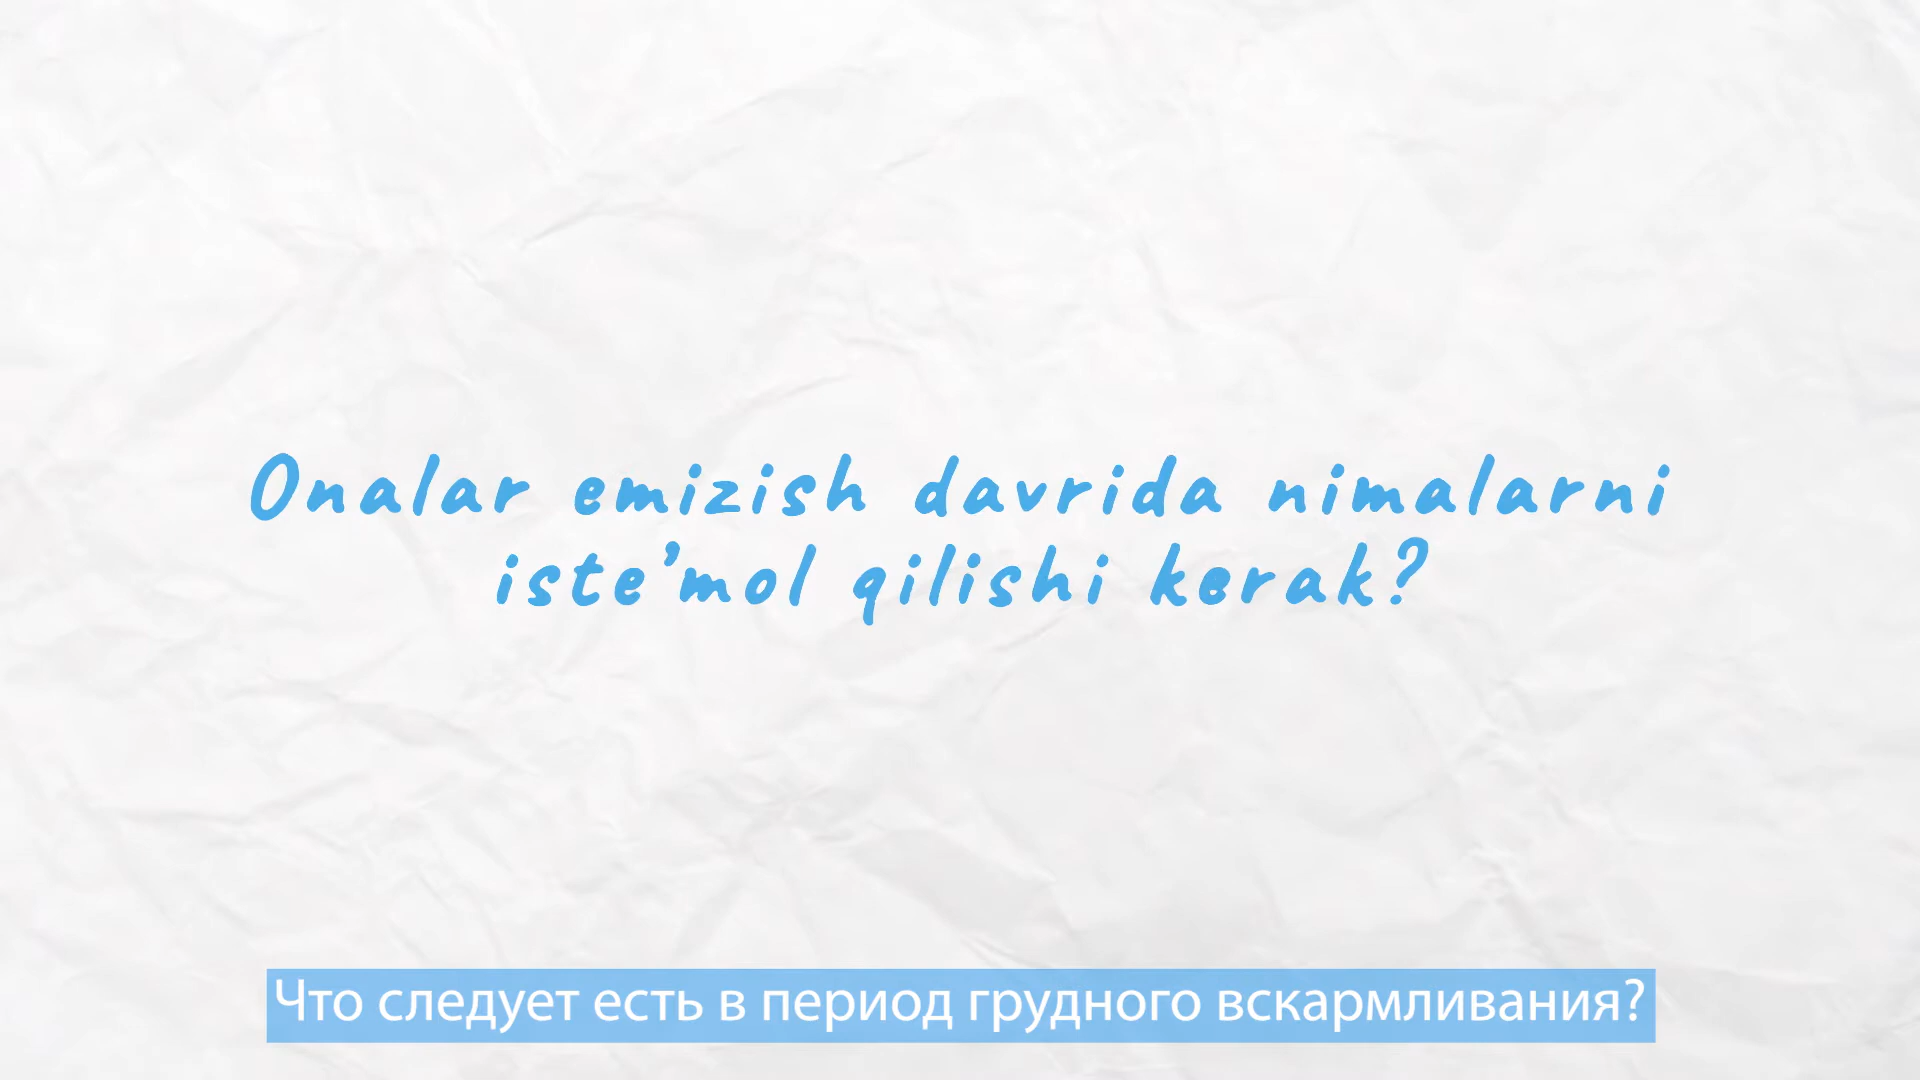 Onalar emizish davrida nimalarni
iste’mol qilishi kerak?
Что следует есть в период грудного вскармливания?